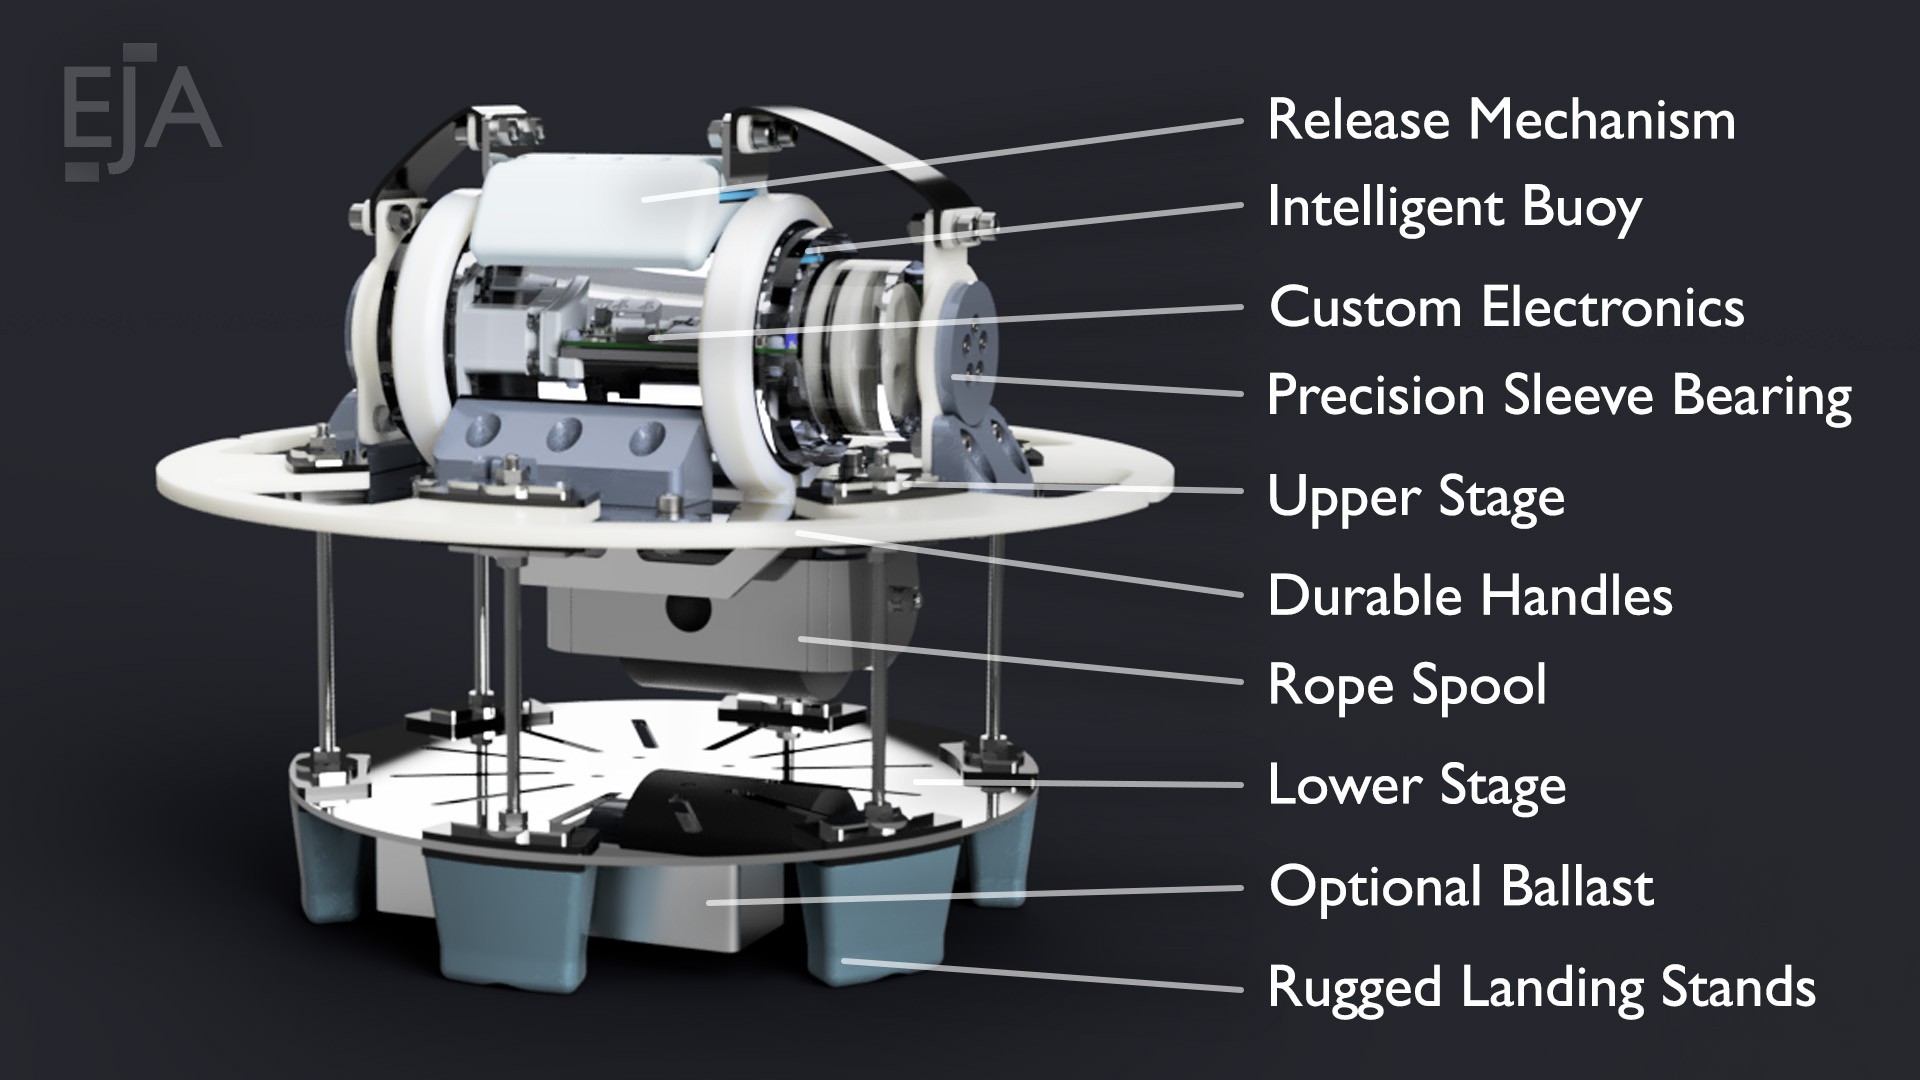 EJA
Release Mechanism
Intelligent Buoy
Custom Electronics
Precision Sleeve Bearing
Upper Stage
Durable Handles
Rope Spool
Lower Stage
Optional Ballast
Rugged Landing Stands